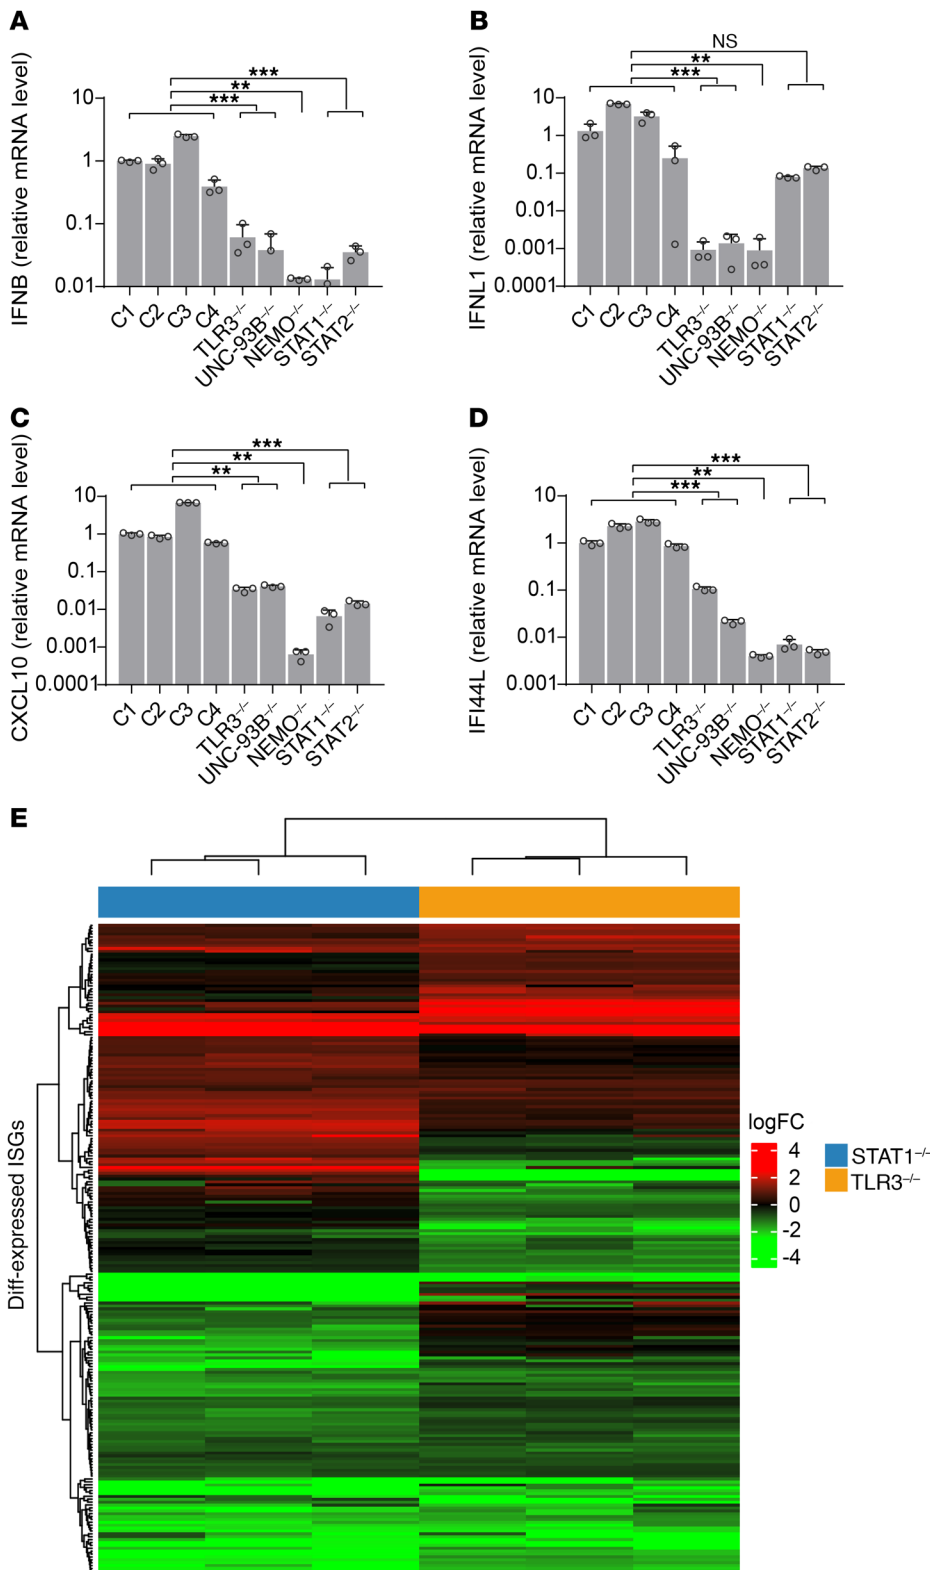 A
IFNB (relative mRNA level)
***
**
***
10
1
0.1
0.01
C1
C2
C3
C4
TLR3–/–
UNC-93B–/–
NEMO–/–
STAT1–/–
STAT2–/–
B
IFNL1 (relative mRNA level)
NS
**
***
10
1
0.1
0.01
0.001
0.0001
C1
C2
C3
C4
TLR3–/–
UNC-93B–/–
NEMO–/–
STAT1–/–
STAT2–/–
C
CXCL10 (relative mRNA level)
***
**
**
10
1
0.1
0.01
0.001
0.0001
C1
C2
C3
C4
TLR3–/–
UNC-93B–/–
NEMO–/–
STAT1–/–
STAT2–/–
D
IFI44L (relative mRNA level)
***
**
***
10
1
0.1
0.01
0.001
C1
C2
C3
C4
TLR3–/–
UNC-93B–/–
NEMO–/–
STAT1–/–
STAT2–/–
E
Diff-expressed ISGs
logFC
4
2
0
-2
-4
STAT1–/–
TLR3–/–